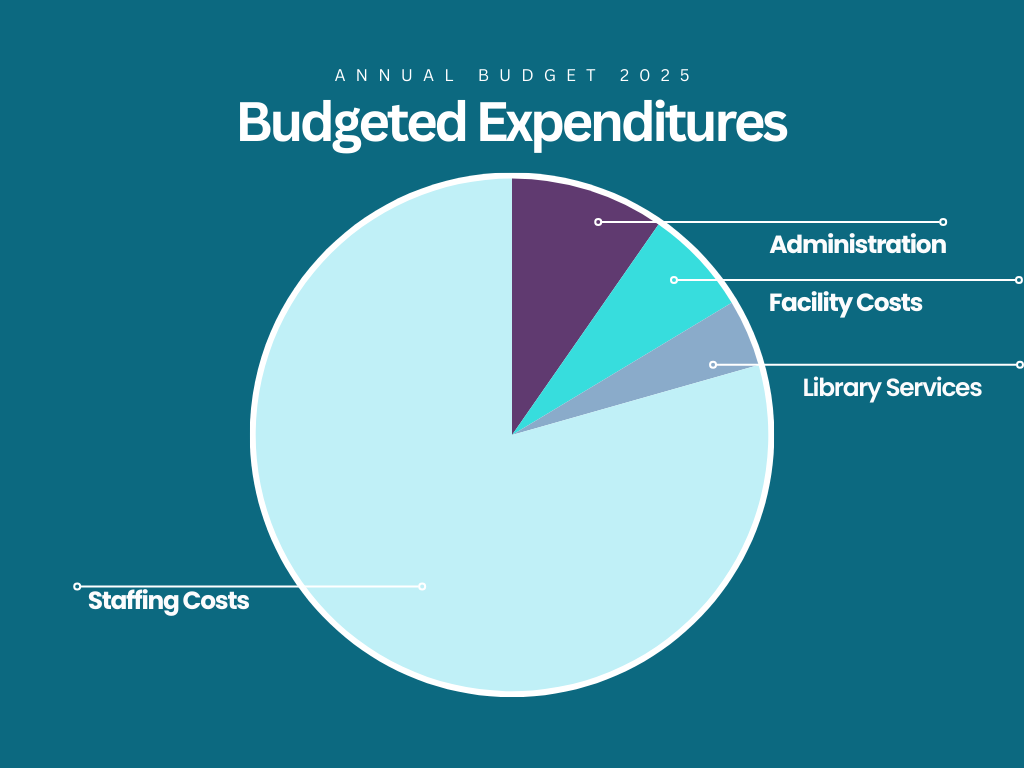 ANNUAL BUDGET 2025
Budgeted Expenditures
Administration
Facility Costs
Library Services
Staffing Costs